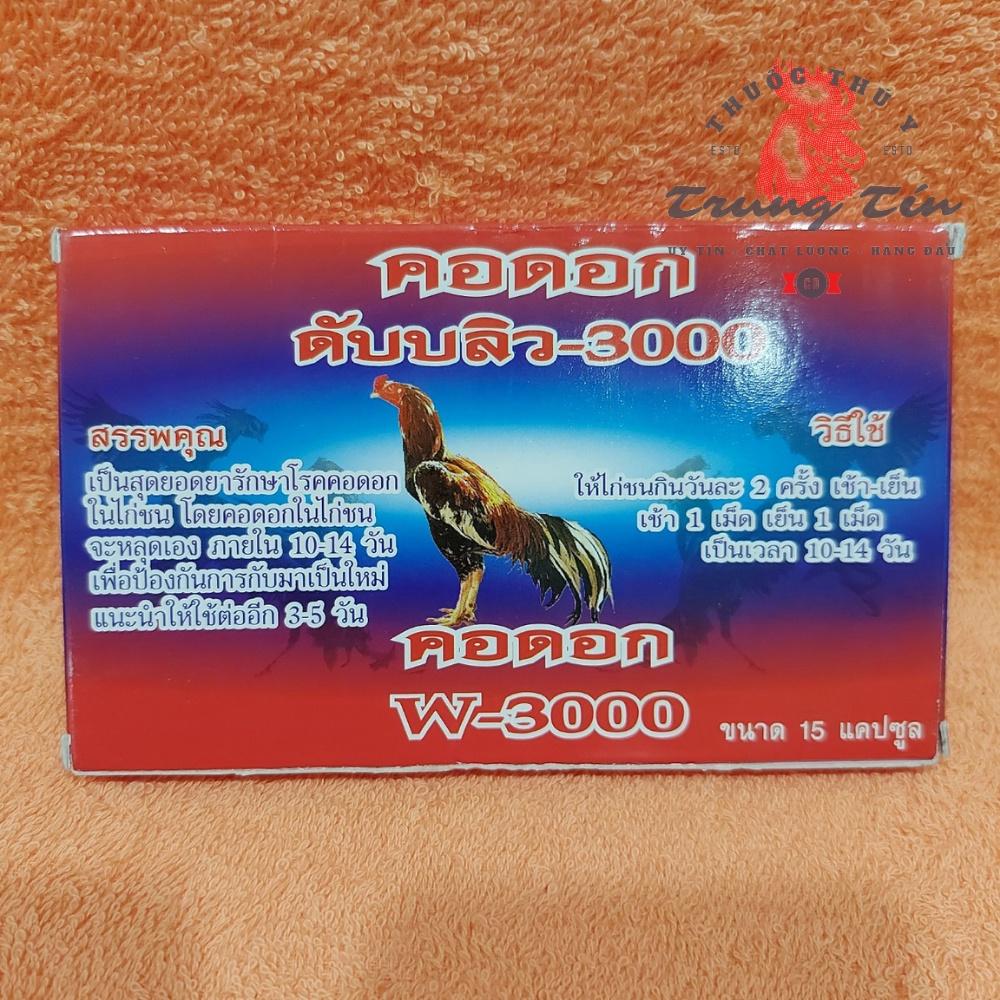 THUỐC THÚ Y
ESTD ESTD
Trung Tín
UY TÍN - CHẤT LƯỢNG - HÀNG ĐẦU
คอดอก
ดับบลิว-3000
สรรพคุณ
เป็นสุดยอดยารักษาโรคคอดอก
ในไก่ชน โดยคอดอกในไก่ชน
จะหลุดเอง ภายใน 10-14 วัน
เพื่อป้องกันการกับมาเป็นใหม่
แนะนำให้ใช้ต่ออีก 3-5 วัน
วิธีใช้
ให้ไก่ชนกินวันละ 2 ครั้ง เช้า-เย็น
เช้า 1 เม็ด เย็น 1 เม็ด
เป็นเวลา 10-14 วัน
คอดอก
W-3000
ขนาด 15 แคปซูล